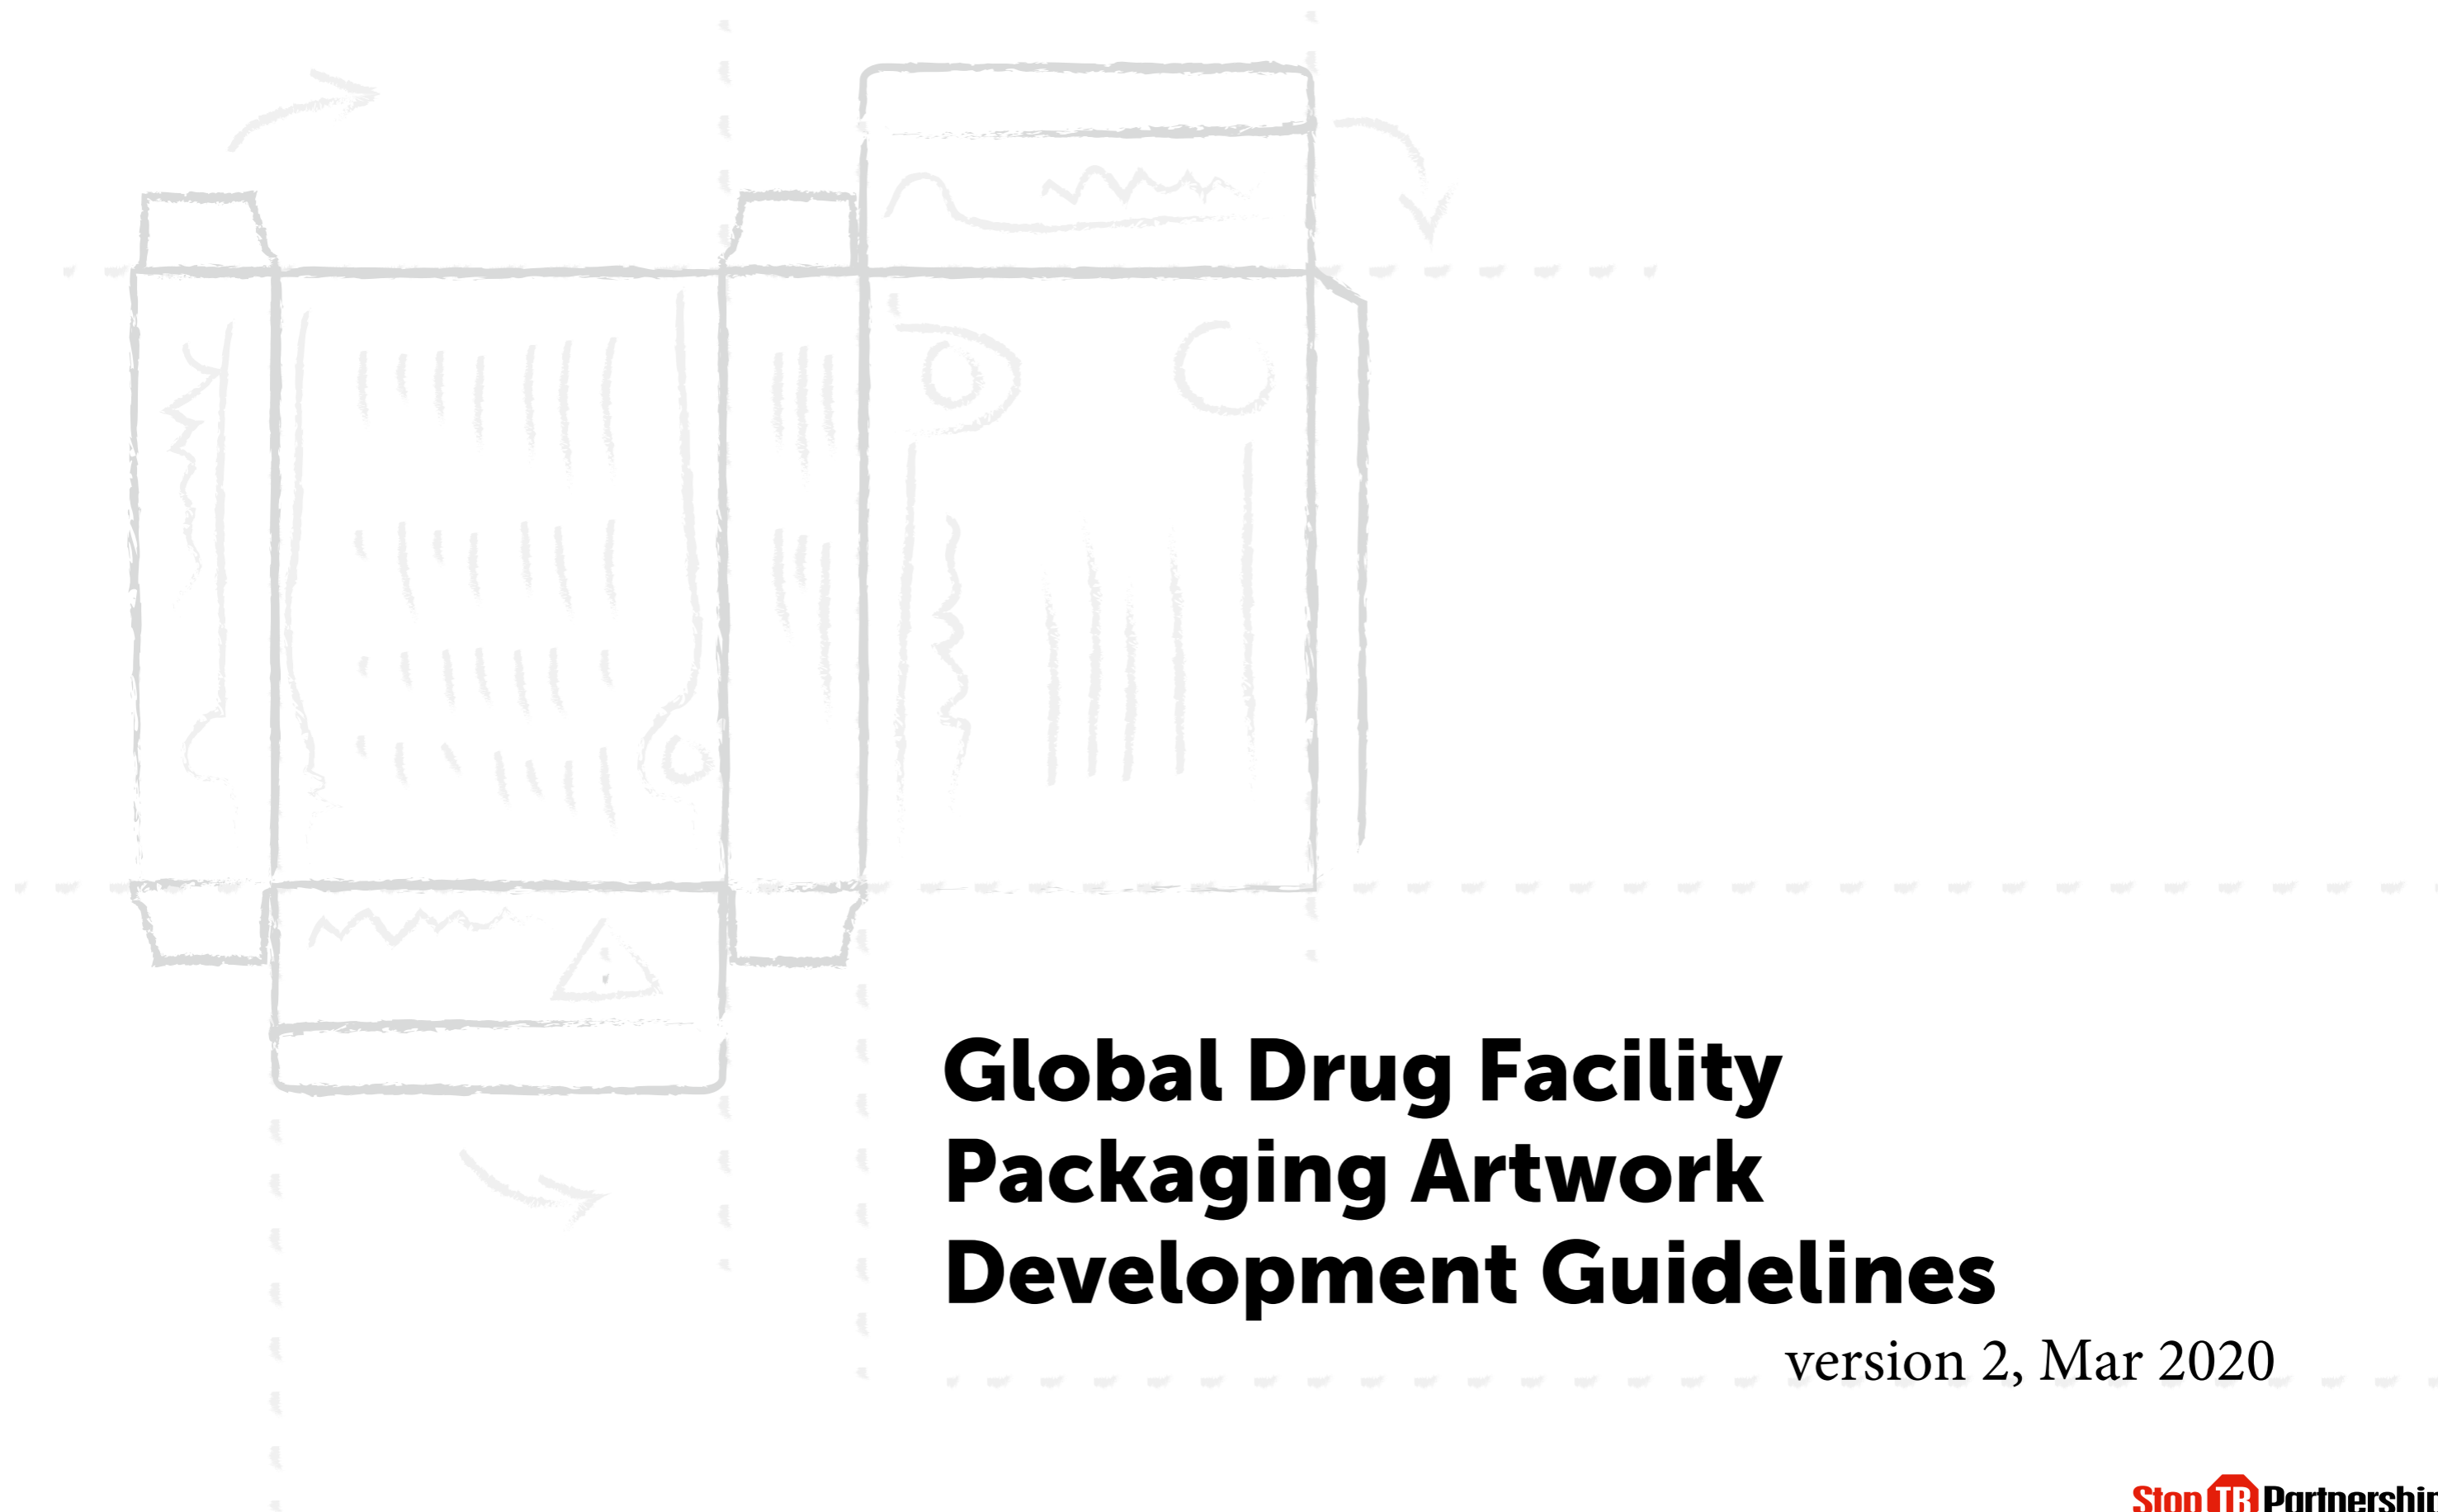 Global Drug Facility
Packaging Artwork
Development Guidelines
version 2, Mar 2020
Stop TB Partnership